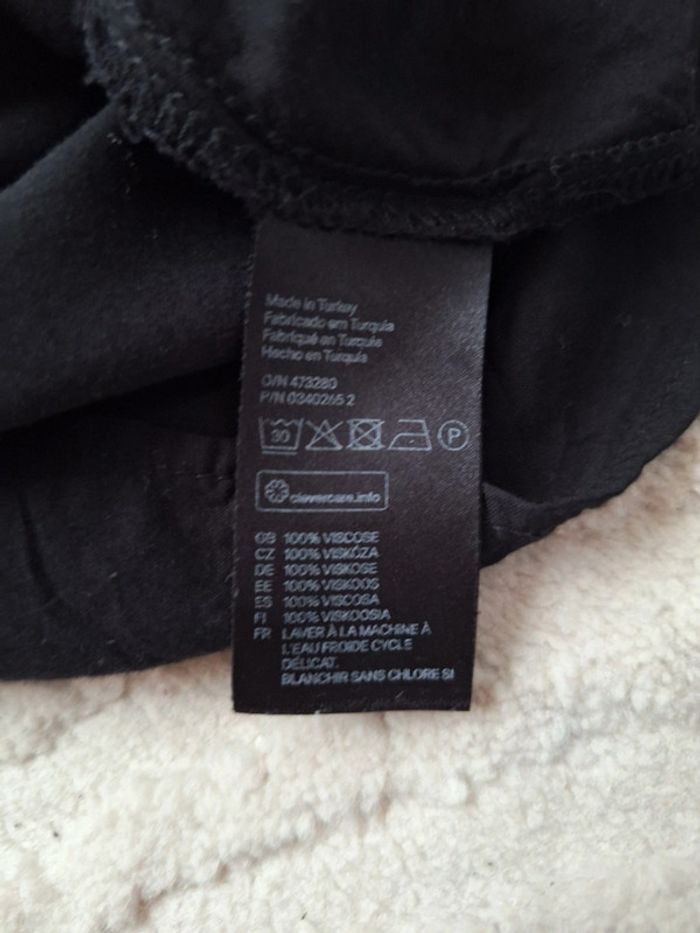 Made in Turkey
Fabricado em Turquia
Fabriqué en Turquie
Hecho en Turquía
O/N 473280
P/N 0340265 2
30 P
clevercare.info
GB 100% VISCOSE
CZ 100% VISKÓZA
DE 100% VISKOSE
EE 100% VISKOOS
ES 100% VISCOSA
FI 100% VISKOOSIA
FR LAVER À LA MACHINE À
L'EAU FROIDE CYCLE
DÉLICAT.
BLANCHIR SANS CHLORE SI